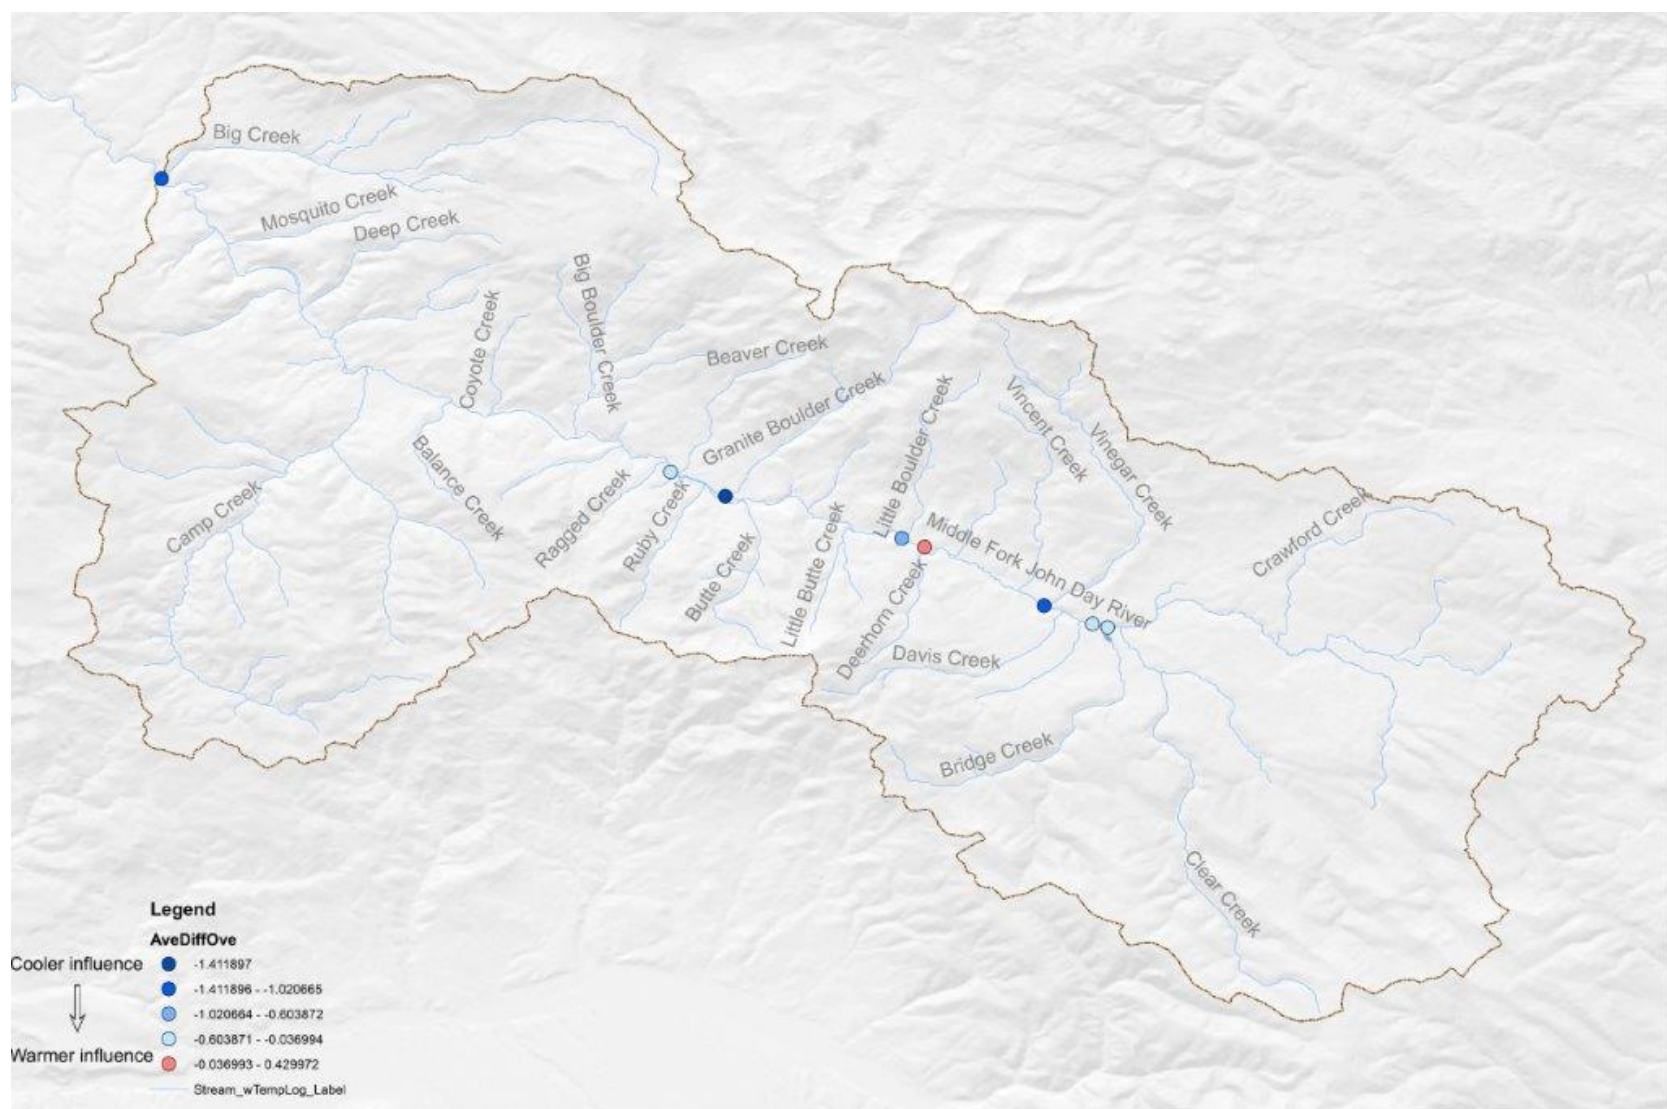 Big Creek
Mosquito Creek
Deep Creek
Big Boulder Creek
Coyote Creek
Beaver Creek
Granite Boulder Creek
Little Boulder Creek
Vincent Creek
Vinegar Creek
Balance Creek
Camp Creek
Ragged Creek
Ruby Creek
Butte Creek
Little Butte Creek
Middle Fork John Day River
Crawford Creek
Deerhorn Creek
Davis Creek
Bridge Creek
Clear Creek
Legend
AveDiffOve
Cooler influence
-1.411897
-1.411896 - -1.020665
-1.020664 - -0.603872
-0.603871 - -0.036994
Warmer influence
-0.036993 - 0.429972
Stream_wTempLog_Label